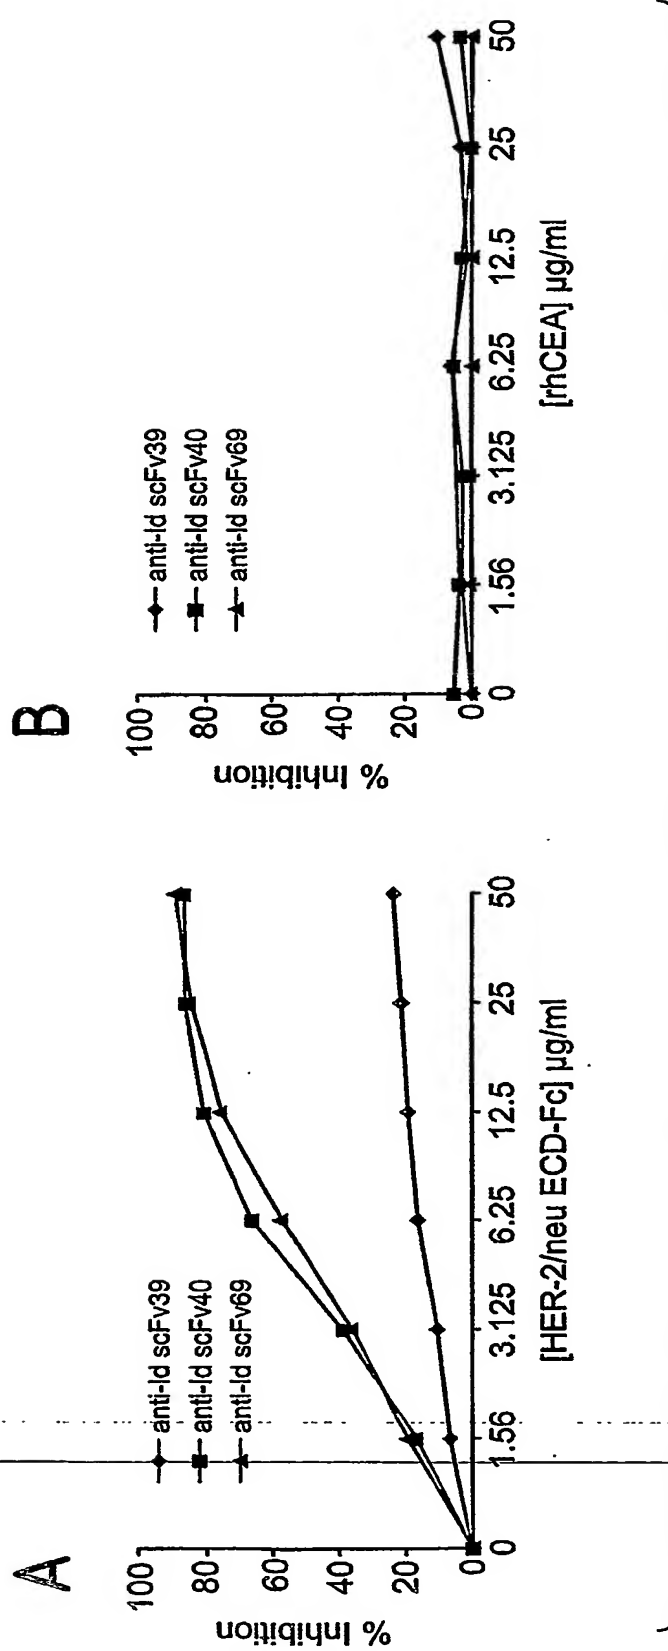 A
% Inhibition
100
80
60
40
20
0
anti-Id scFv39
anti-Id scFv40
anti-Id scFv69
0 1.56 3.125 6.25 12.5 25 50
[HER-2/neu ECD-Fc] µg/ml
B
% Inhibition
100
80
60
40
20
0
anti-Id scFv39
anti-Id scFv40
anti-Id scFv69
0 1.56 3.125 6.25 12.5 25 50
[rhCEA] µg/ml